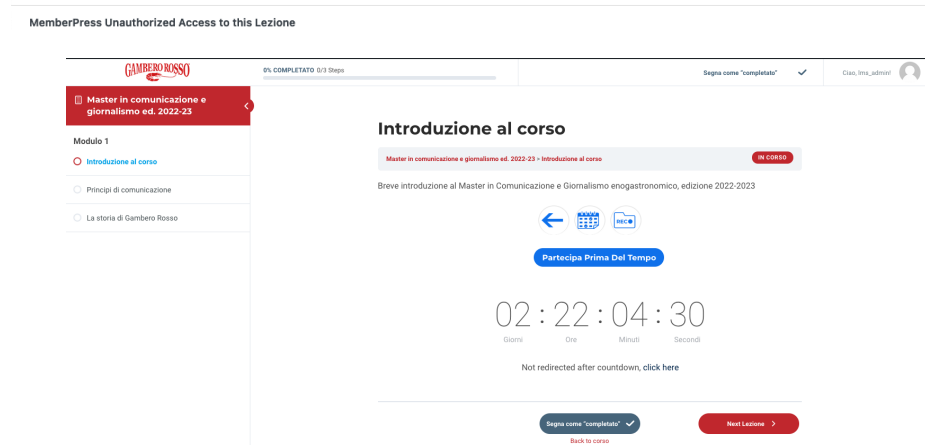 MemberPress Unauthorized Access to this Lezione
GAMBERO ROSSO
0% COMPLETATO 0/3 Steps
Segna come "completato"
Ciao, lms_admin!
Master in comunicazione e
giornalismo ed. 2022-23
Modulo 1
Introduzione al corso
Principi di comunicazione
La storia di Gambero Rosso
Introduzione al corso
Master in comunicazione e giornalismo ed. 2022-23 > Introduzione al corso
IN CORSO
Breve introduzione al Master in Comunicazione e Giornalismo enogastronomico, edizione 2022-2023
REC
Partecipa Prima Del Tempo
02 : 22 : 04 : 30
Giorni Ore Minuti Secondi
Not redirected after countdown, click here
Segna come "completato"
Next Lezione >
Back to corso